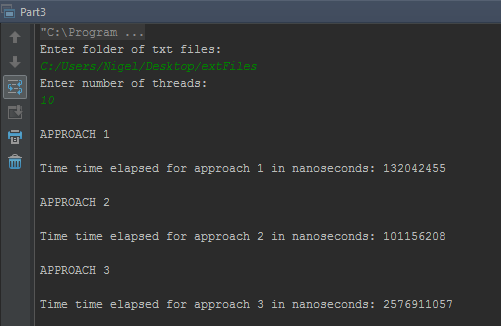 Part3
"C:\Program ...
Enter folder of txt files:
C:/Users/Nigel/Desktop/extFiles
Enter number of threads:
10
APPROACH 1
Time time elapsed for approach 1 in nanoseconds: 132042455
APPROACH 2
Time time elapsed for approach 2 in nanoseconds: 101156208
APPROACH 3
Time time elapsed for approach 3 in nanoseconds: 2576911057